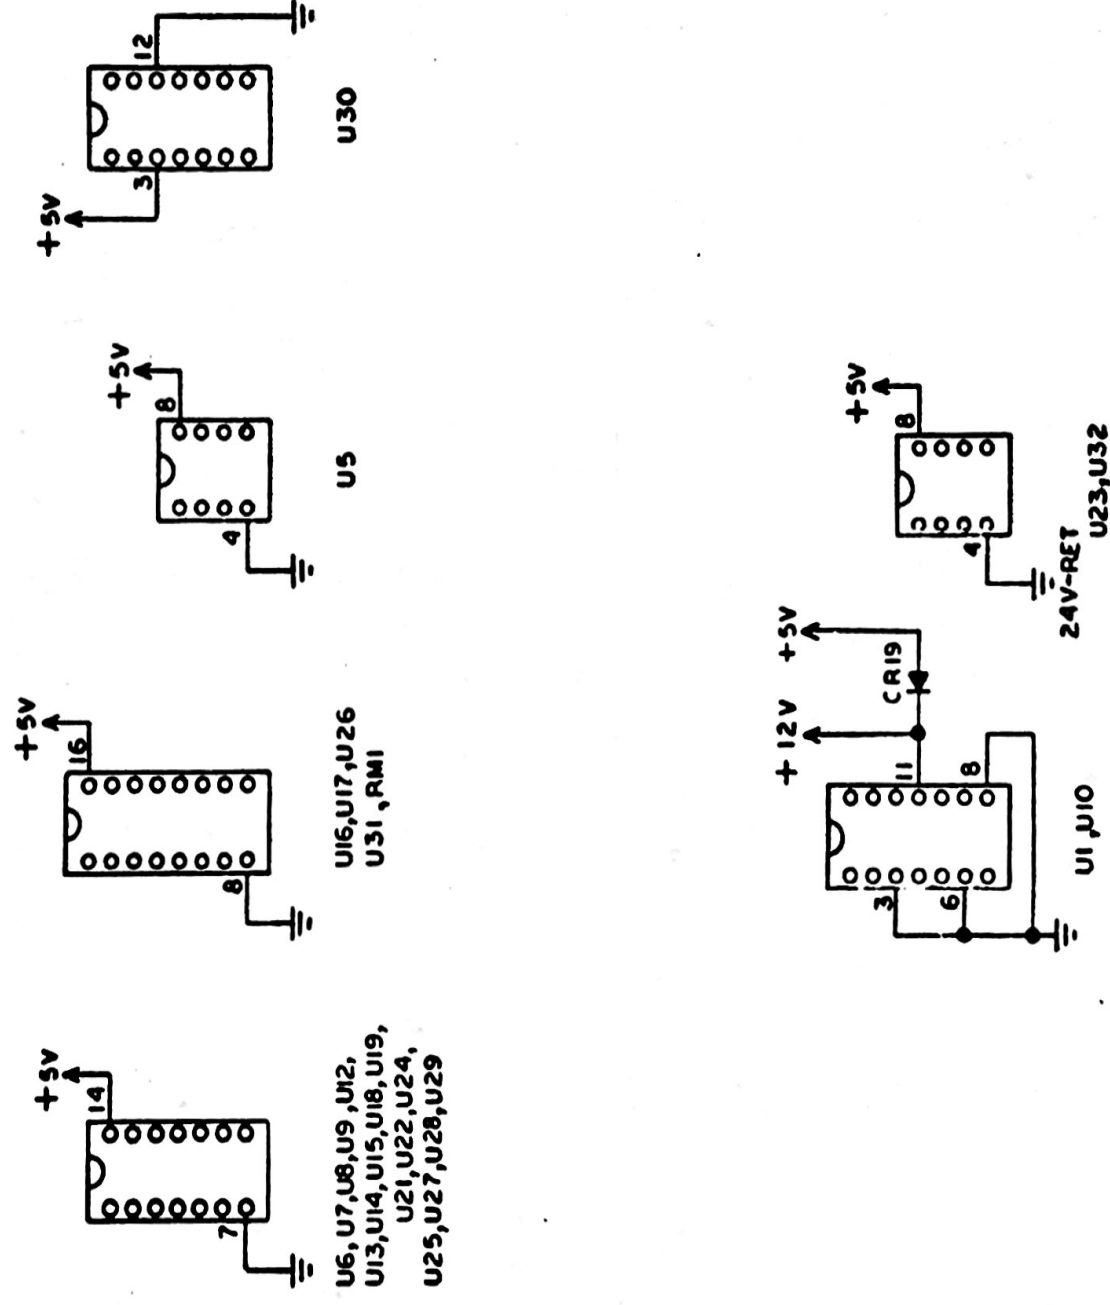 +5V
12
3
U30
+5V
8
4
U5
+5V
16
8
U16,U17,U26
U31,RM1
+5V
14
7
U6,U7,U8,U9,U12,
U13,U14,U15,U18,U19,
U21,U22,U24,
U25,U27,U28,U29
+5V
8
4
24V-RET
U23,U32
+5V
CR19
+12V
11
8
3
6
U1,U10